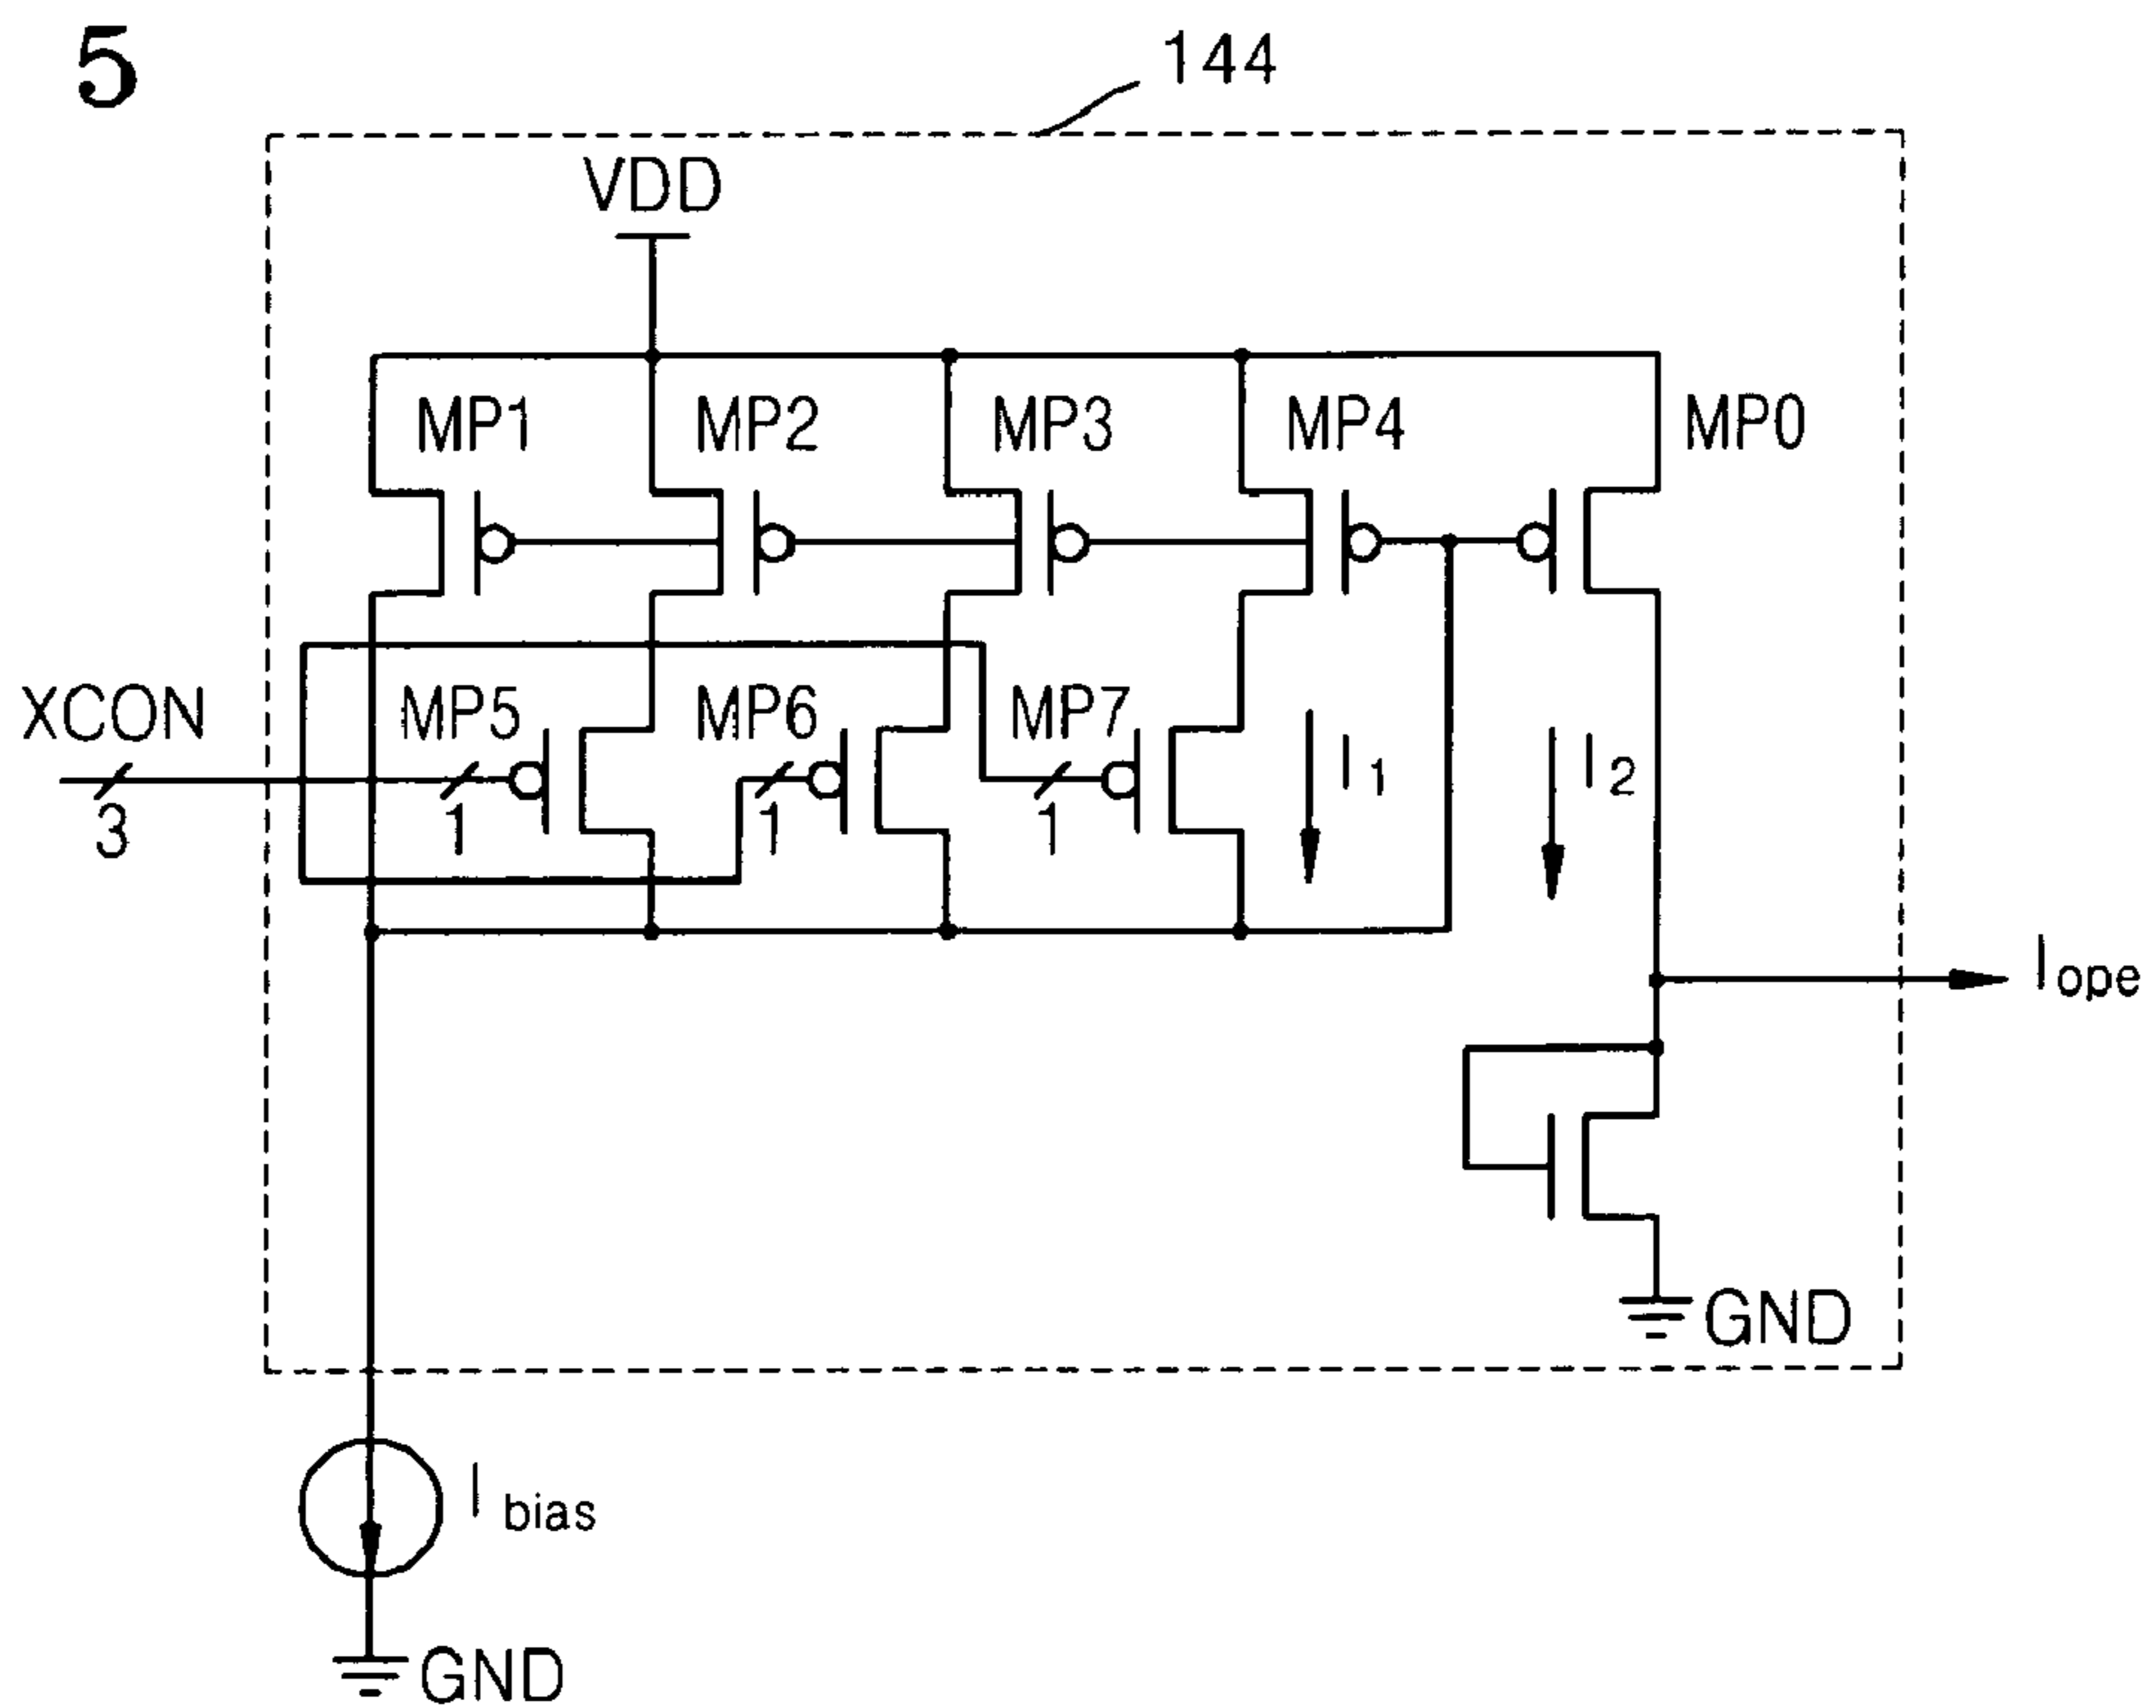 5
144
VDD
MP1 MP2 MP3 MP4 MP0
XCON MP5 MP6 MP7 I1 I2
3 1 1 1
Iope
GND
Ibias
GND